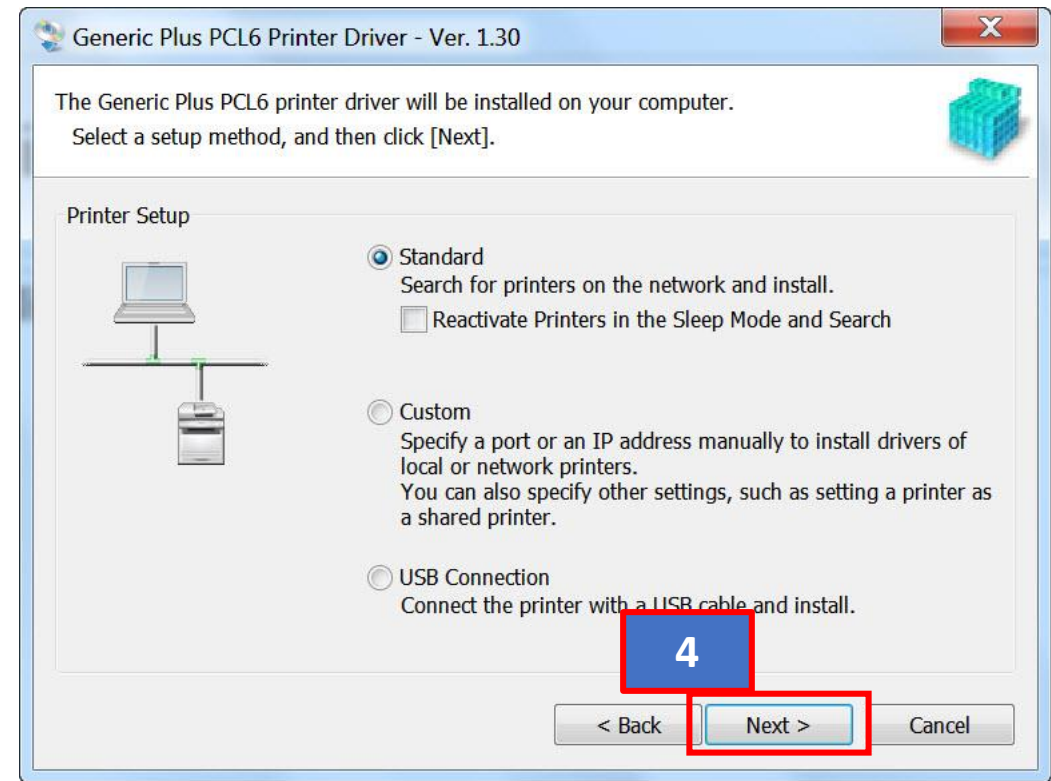 Generic Plus PCL6 Printer Driver - Ver. 1.30
The Generic Plus PCL6 printer driver will be installed on your computer.
Select a setup method, and then click [Next].
Printer Setup
Standard
Search for printers on the network and install.
Reactivate Printers in the Sleep Mode and Search
Custom
Specify a port or an IP address manually to install drivers of
local or network printers.
You can also specify other settings, such as setting a printer as
a shared printer.
USB Connection
Connect the printer with a USB cable and install.
4
< Back
Next >
Cancel